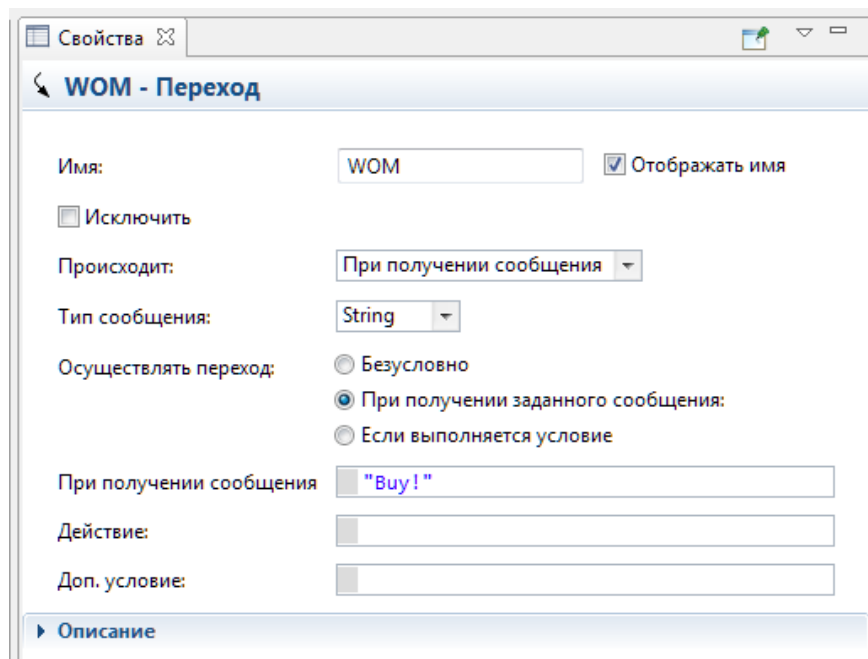 Свойства
WOM - Переход
Имя: WOM Отображать имя
Исключить
Происходит: При получении сообщения
Тип сообщения: String
Осуществлять переход: Безусловно
При получении заданного сообщения:
Если выполняется условие
При получении сообщения "Buy!"
Действие:
Доп. условие:
Описание